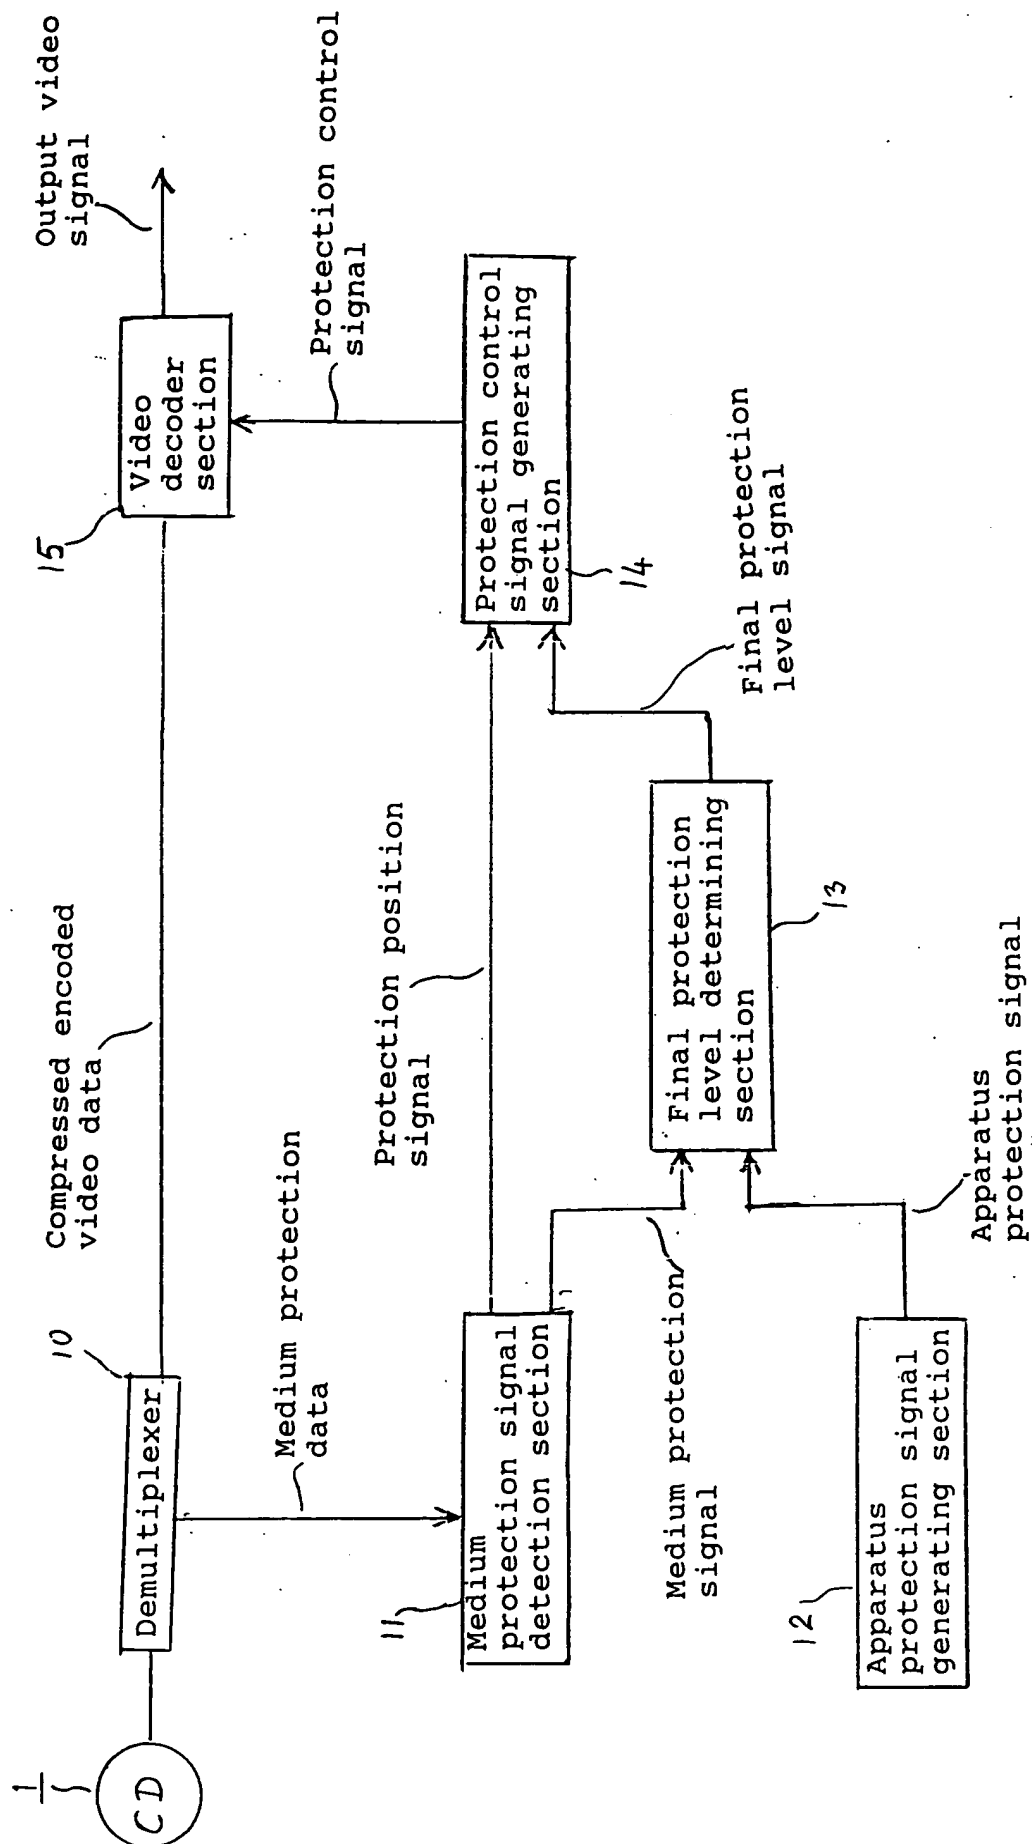 1
CD
10
Demultiplexer
Compressed encoded
video data
15
Video
decoder
section
Output video
signal
Medium protection
data
Protection control
signal
11
Medium
protection signal
detection section
Protection position
signal
Protection control
signal generating
section
14
Medium protection
signal
Final protection
level determining
section
13
Final protection
level signal
12
Apparatus
protection signal
generating section
Apparatus
protection signal